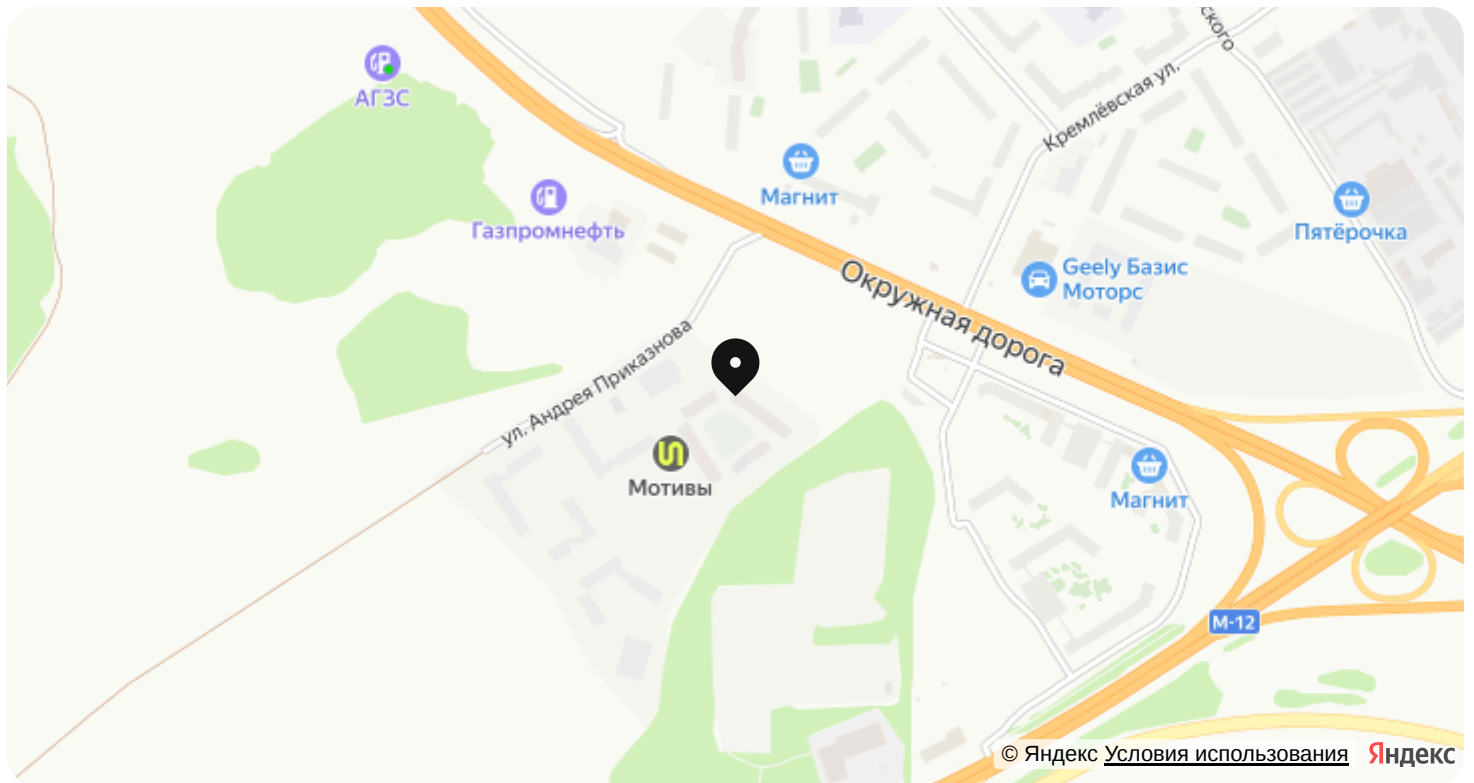 ского
Кремлёвская ул.
АГЗС
Магнит
Газпромнефть
Пятёрочка
Geely Базис
Моторс
Окружная дорога
ул. Андрея Приказнова
Мотивы
Магнит
М-12
© Яндекс Условия использования Яндекс